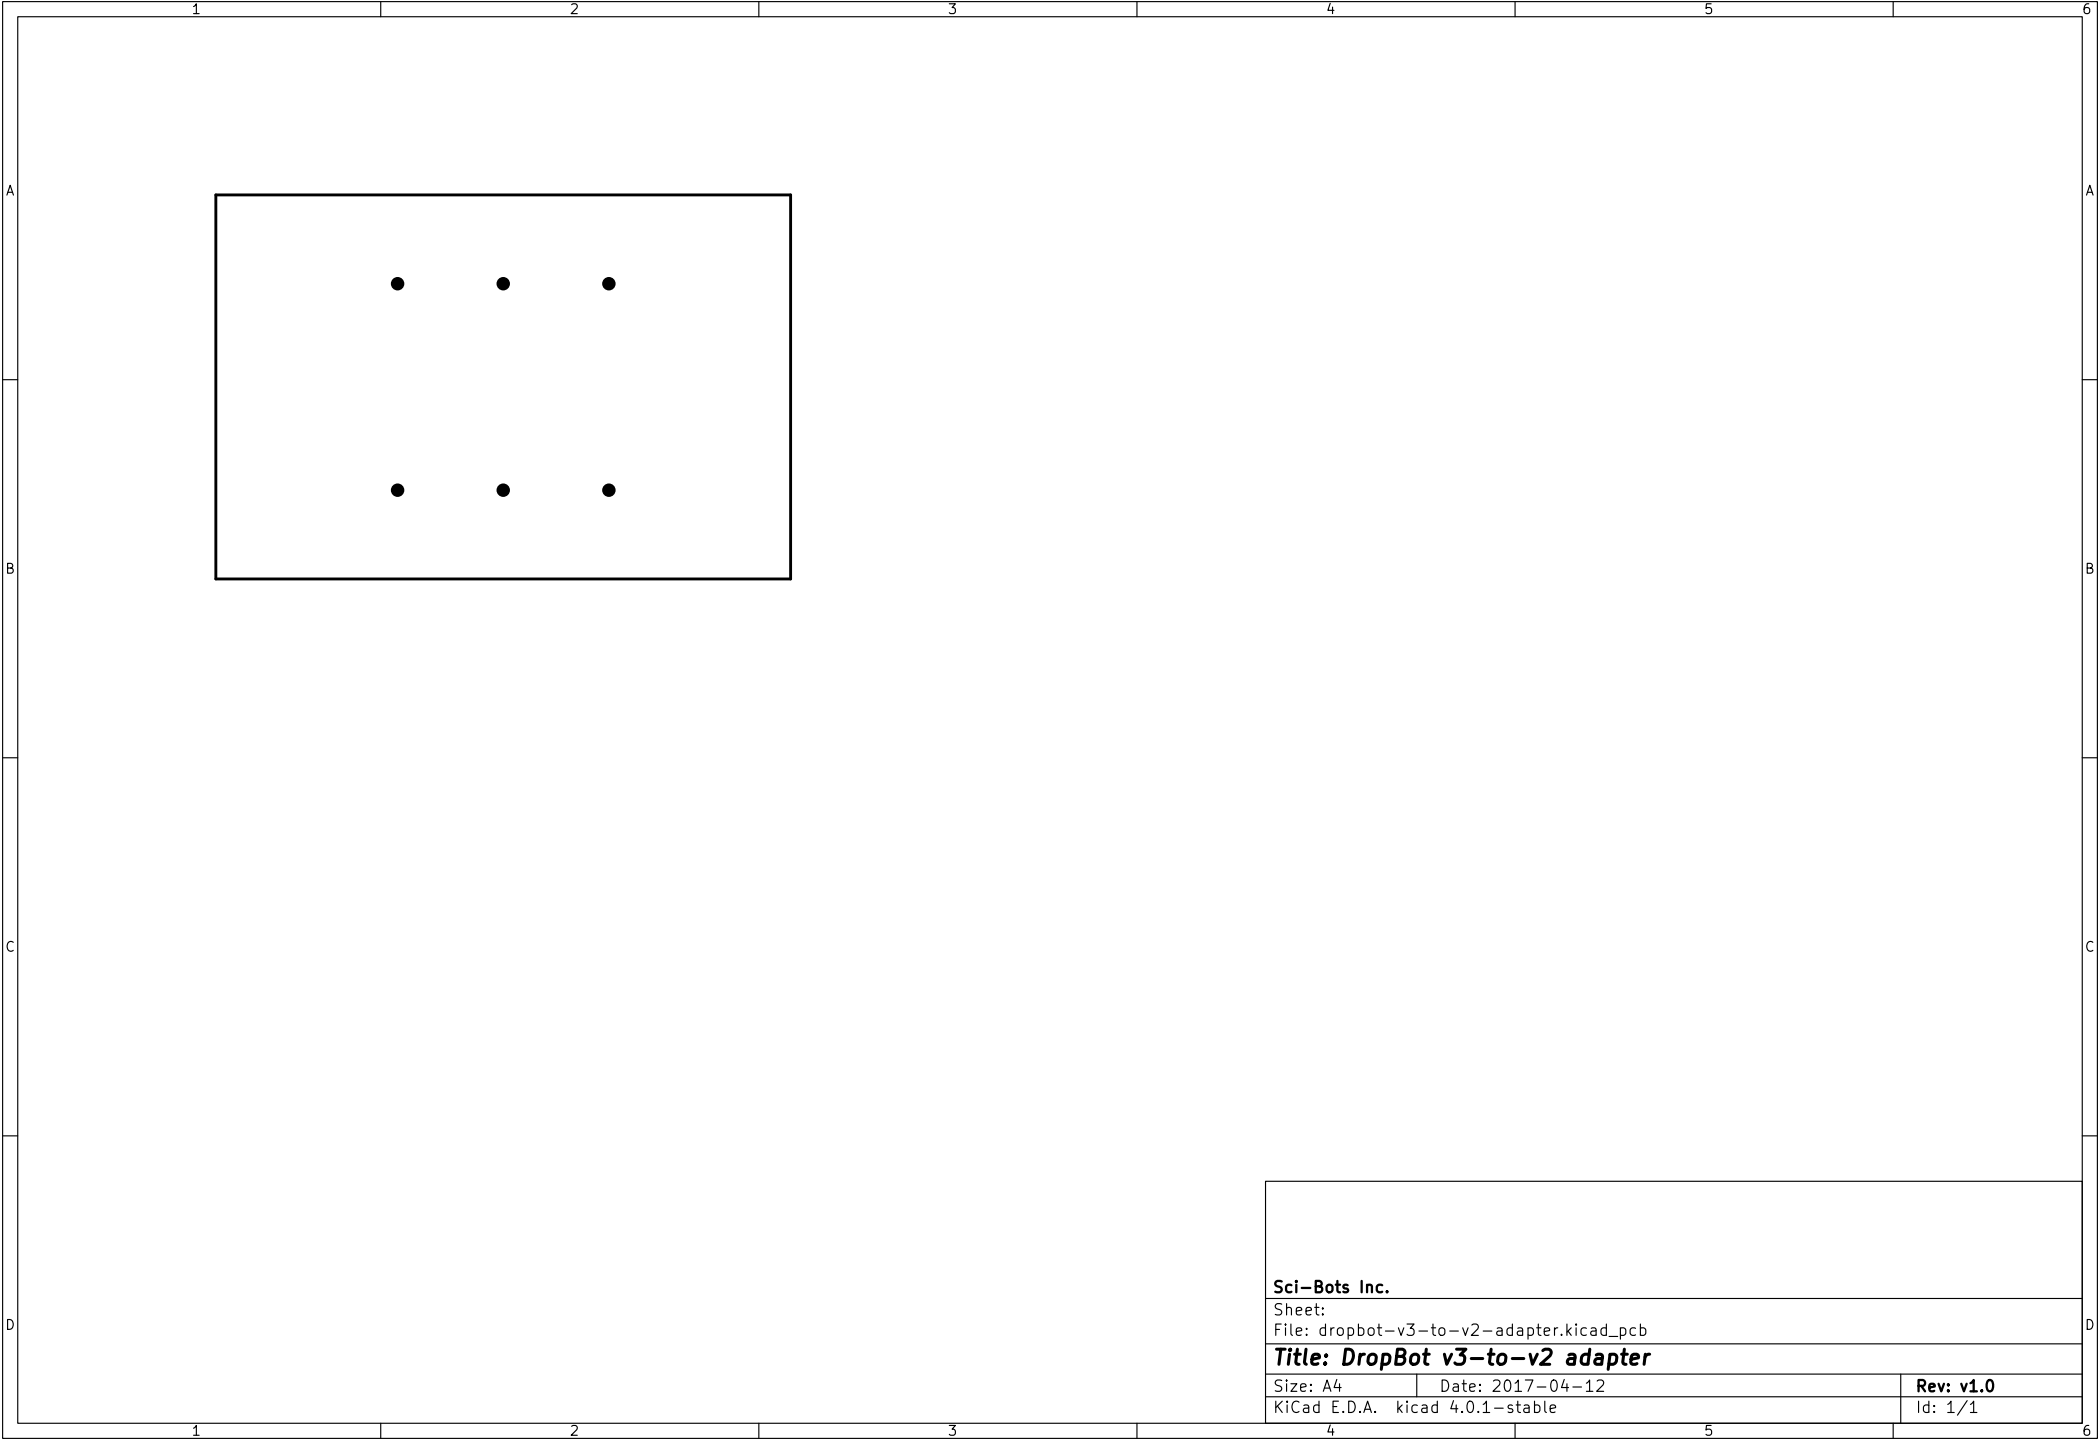 1 2 3 4 5 6
A A
B B
C C
Sci-Bots Inc.
Sheet:
D D
File: dropbot-v3-to-v2-adapter.kicad_pcb
Title: DropBot v3-to-v2 adapter
Size: A4 Date: 2017-04-12 Rev: v1.0
KiCad E.D.A. kicad 4.0.1-stable Id: 1/1
1 2 3 4 5 6